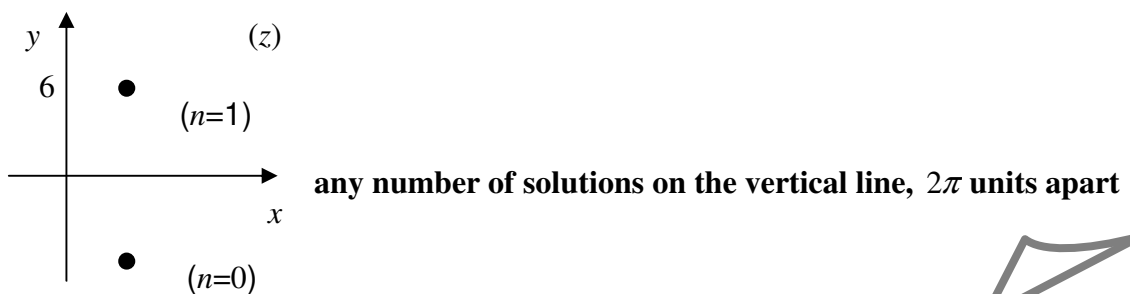 y (z)
6
(n=1)
any number of solutions on the vertical line, 2π units apart
x
(n=0)